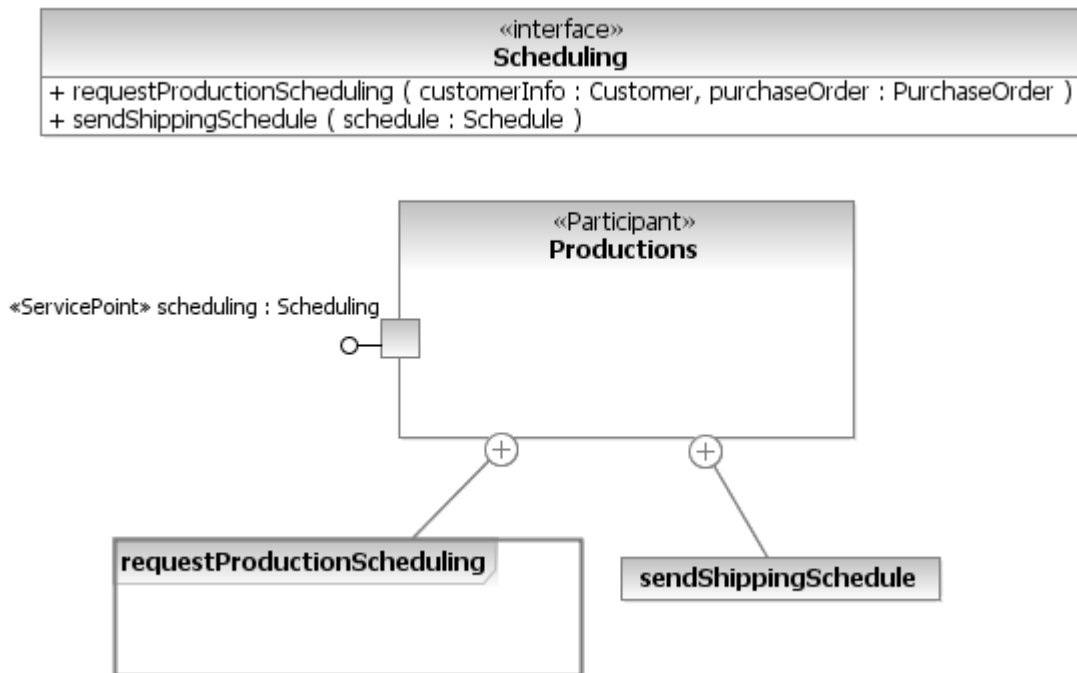 «interface»
Scheduling
+ requestProductionScheduling ( customerInfo : Customer, purchaseOrder : PurchaseOrder )
+ sendShippingSchedule ( schedule : Schedule )
«Participant»
Productions
«ServicePoint» scheduling : Scheduling
requestProductionScheduling
sendShippingSchedule